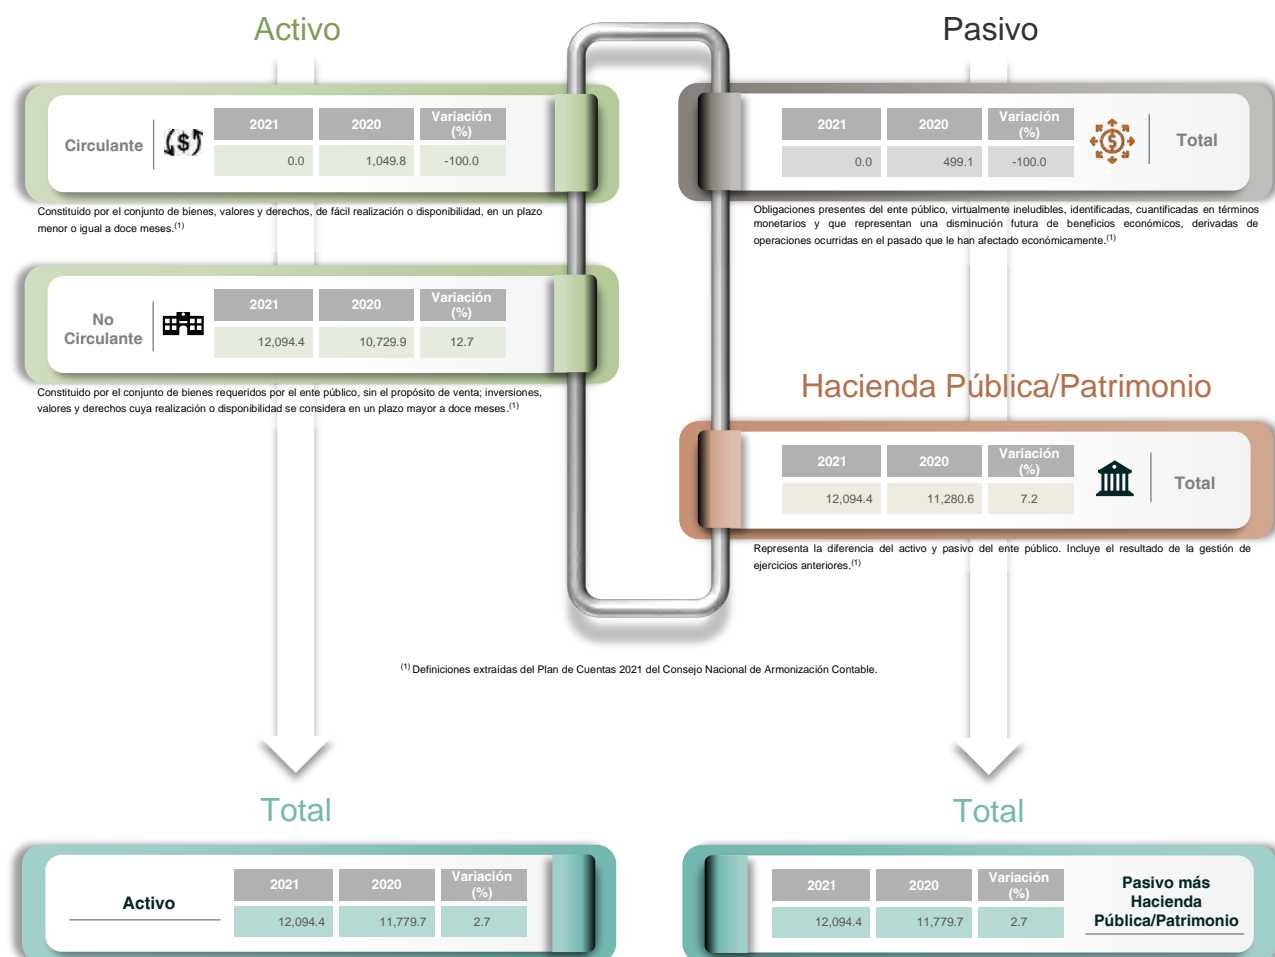 Activo
Circulante
2021 2020 Variación (%)
0.0 1,049.8 -100.0
Constituido por el conjunto de bienes, valores y derechos, de fácil realización o disponibilidad, en un plazo
menor o igual a doce meses.(1)
No
Circulante
2021 2020 Variación (%)
12,094.4 10,729.9 12.7
Constituido por el conjunto de bienes requeridos por el ente público, sin el propósito de venta; inversiones,
valores y derechos cuya realización o disponibilidad se considera en un plazo mayor a doce meses.(1)
Pasivo
2021 2020 Variación (%)
0.0 499.1 -100.0
Total
Obligaciones presentes del ente público, virtualmente ineludibles, identificadas, cuantificadas en términos
monetarios y que representan una disminución futura de beneficios económicos, derivadas de
operaciones ocurridas en el pasado que le han afectado económicamente.(1)
Hacienda Pública/Patrimonio
2021 2020 Variación (%)
12,094.4 11,280.6 7.2
Total
Representa la diferencia del activo y pasivo del ente público. Incluye el resultado de la gestión de
ejercicios anteriores.(1)
(1) Definiciones extraídas del Plan de Cuentas 2021 del Consejo Nacional de Armonización Contable.
Total
Activo
2021 2020 Variación (%)
12,094.4 11,779.7 2.7
Total
2021 2020 Variación (%)
12,094.4 11,779.7 2.7
Pasivo más
Hacienda
Pública/Patrimonio